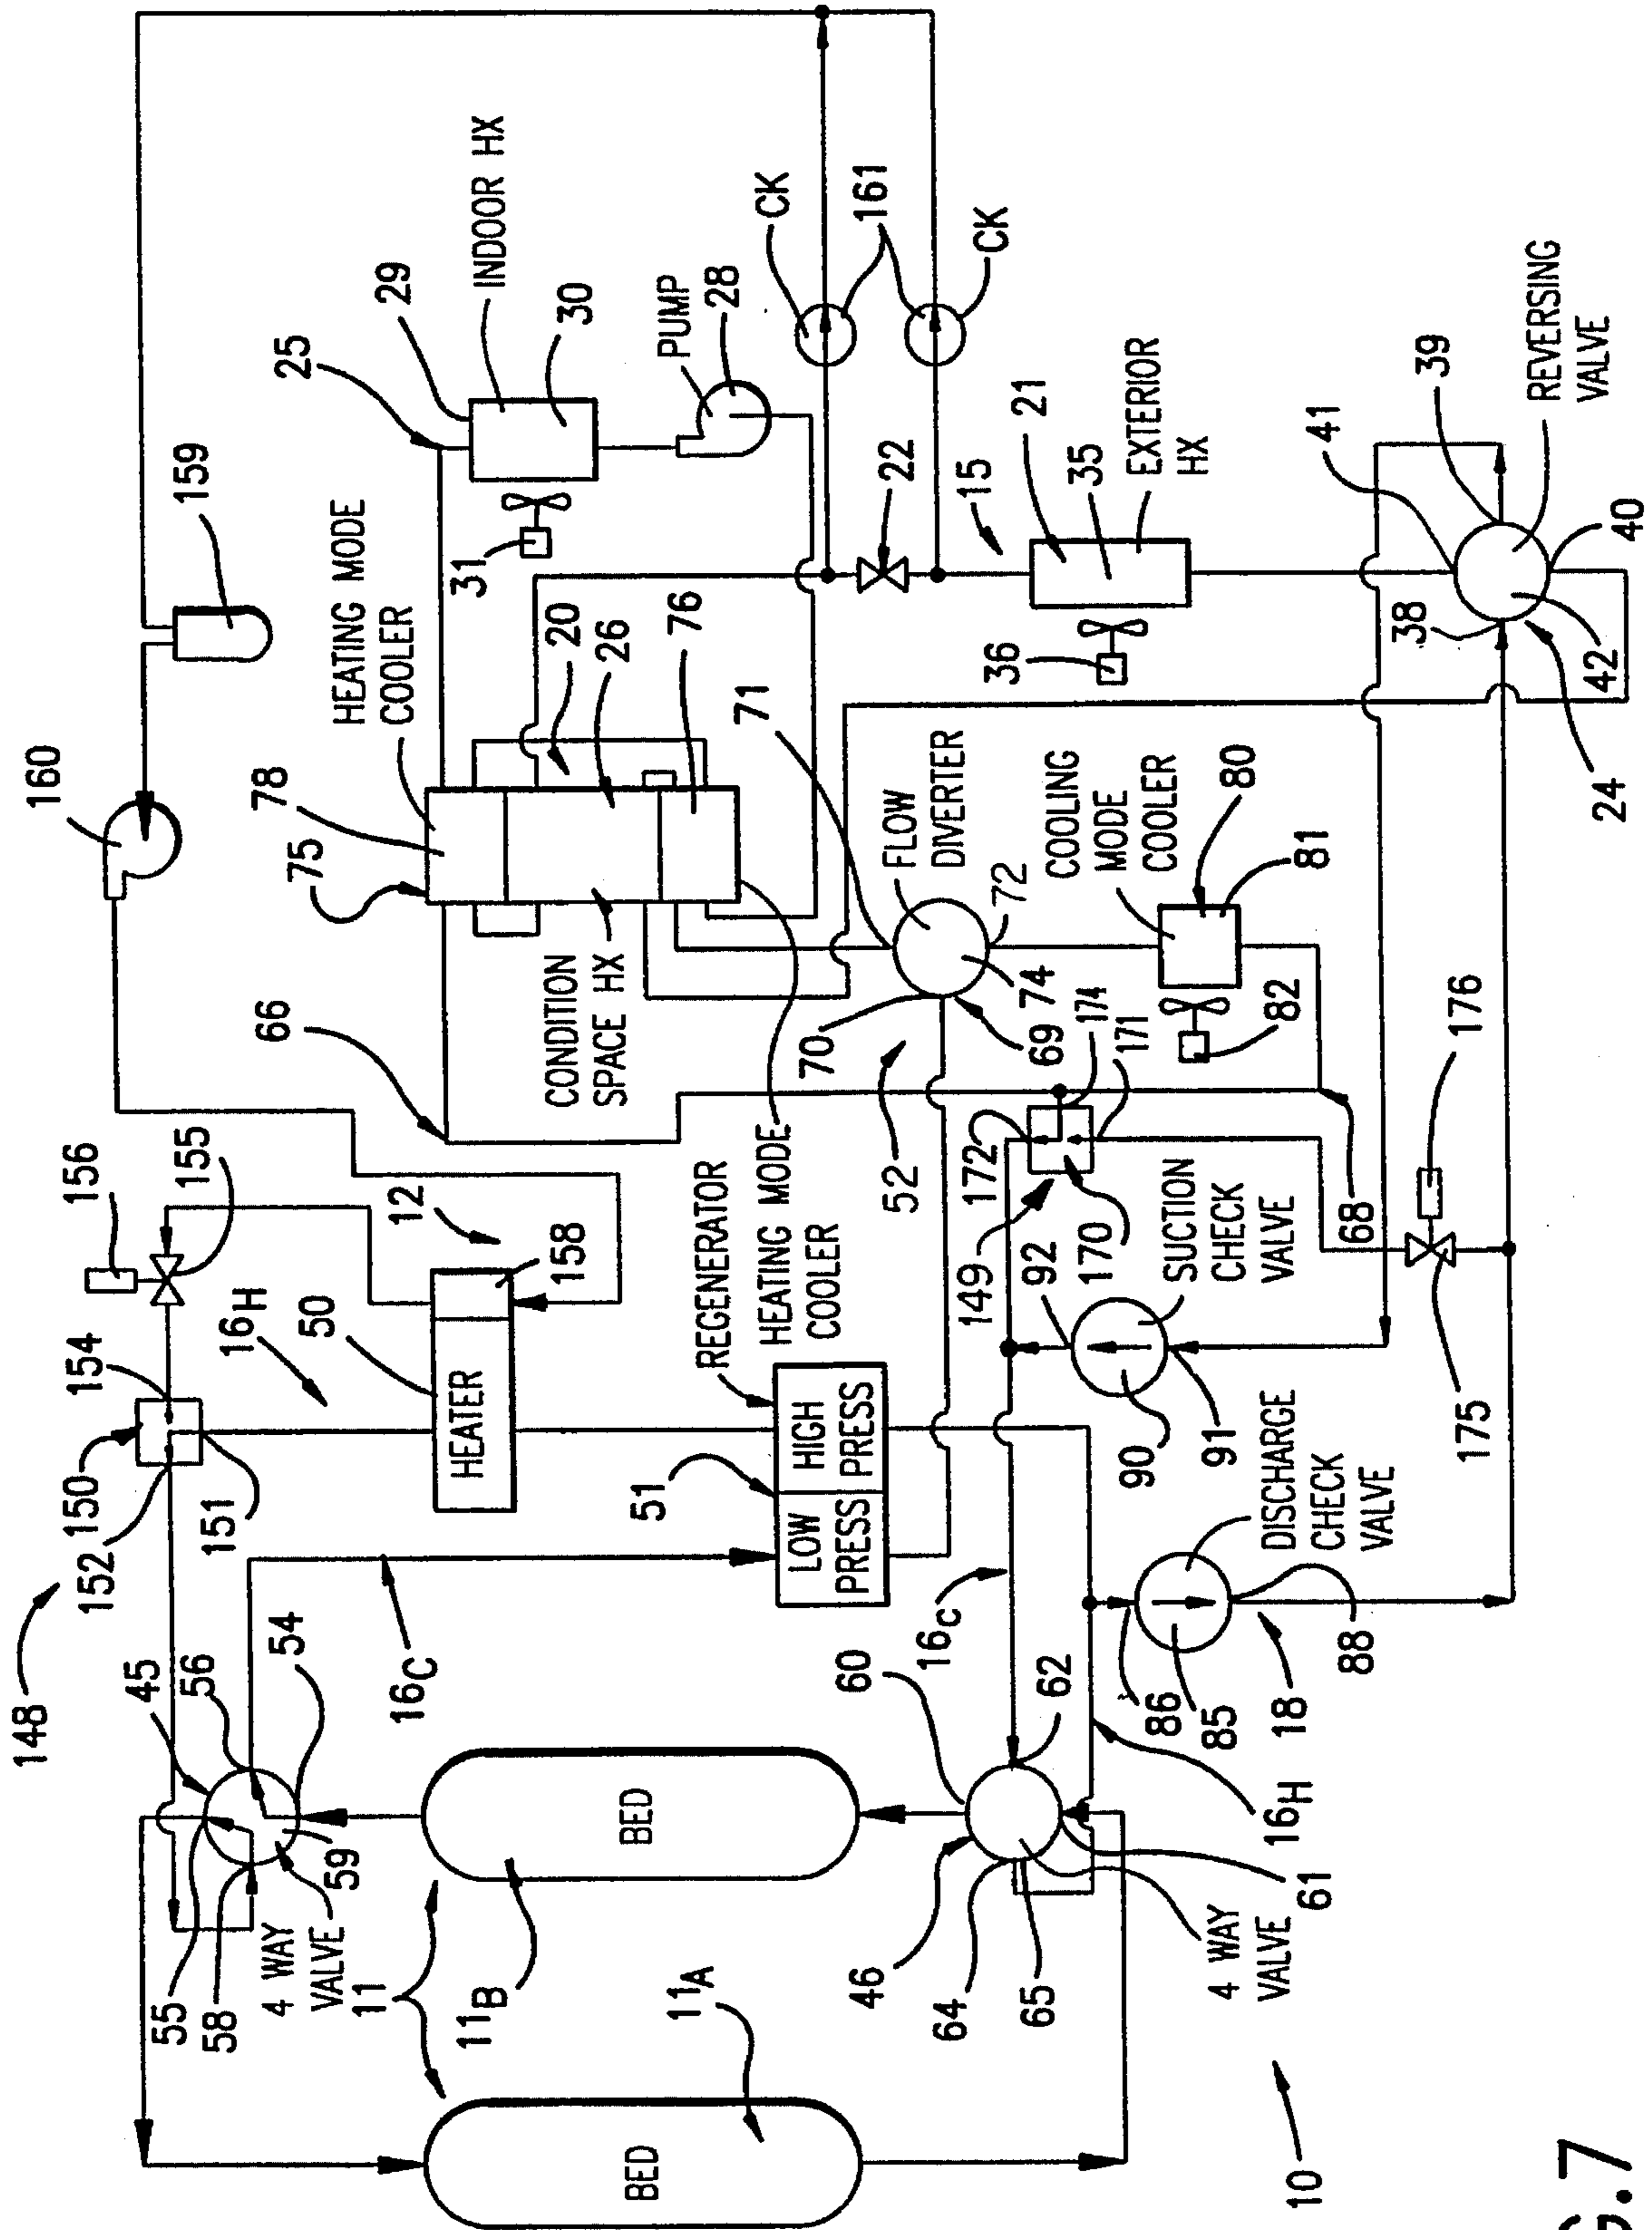 148
150
152
151
154
156
155
16H
12
50
HEATER
158
160
159
66
75
78
HEATING MODE
COOLER
25
29
INDOOR HX
30
31
PUMP
28
CK
161
CK
20
26
76
71
CONDITION
SPACE HX
22
15
21
35
EXTERIOR
HX
36
55
45
56
54
58
59
4 WAY
VALVE
16C
51
LOW
PRESS
HIGH
PRESS
REGENERATOR
HEATING MODE
COOLER
52
70
69
74
72
FLOW
DIVERTER
COOLING
MODE
COOLER
80
81
82
174
171
172
149
170
92
SUCTION
CHECK
VALVE
68
90
91
176
175
41
39
REVERSING
VALVE
38
40
42
24
11
11B
11A
BED
BED
60
16C
62
46
64
65
61
4 WAY
VALVE
16H
86
85
18
88
DISCHARGE
CHECK
VALVE
10
G.7